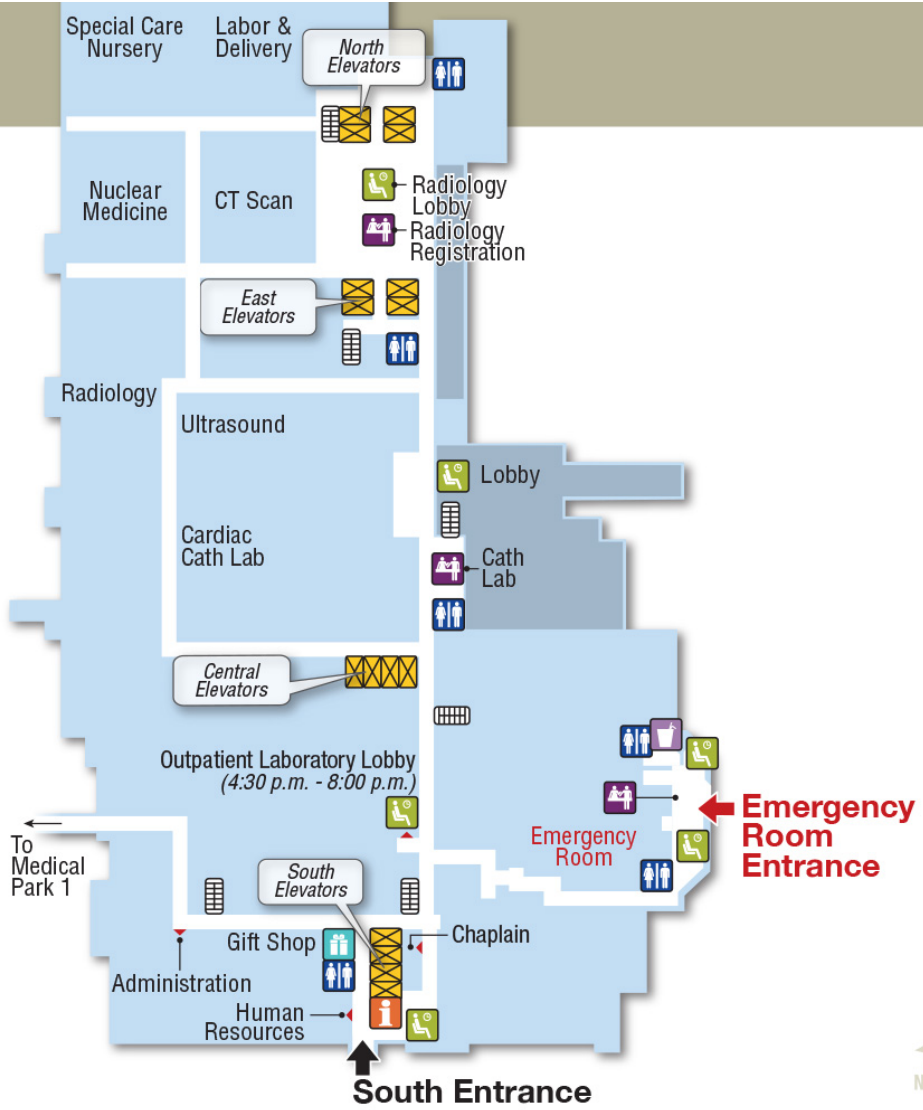 Special Care
Nursery
Labor &
Delivery
North
Elevators
Nuclear
Medicine
CT Scan
Radiology
Lobby
Radiology
Registration
East
Elevators
Radiology
Ultrasound
Lobby
Cardiac
Cath Lab
Cath
Lab
Central
Elevators
Outpatient Laboratory Lobby
(4:30 p.m. - 8:00 p.m.)
Emergency
Room
Entrance
Emergency
Room
To
Medical
Park 1
South
Elevators
Gift Shop
Chaplain
Administration
Human
Resources
i
South Entrance
N